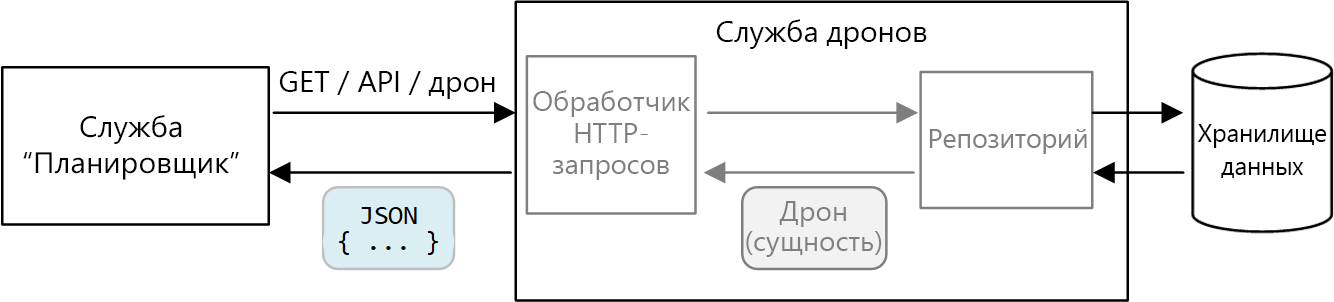 Служба дронов
GET / API / дрон
Служба
“Планировщик”
Обработчик
HTTP-
запросов
Репозиторий
Хранилище
данных
JSON
{ ... }
Дрон
(сущность)